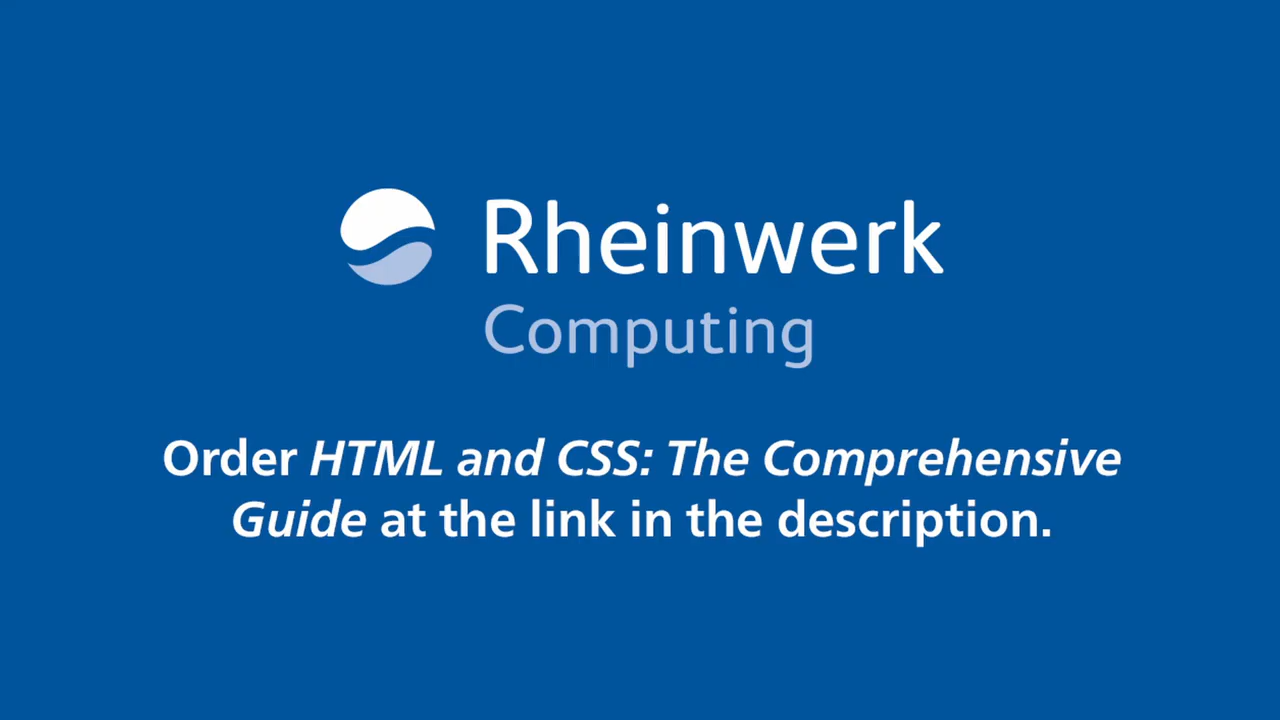 Rheinwerk
Computing
Order HTML and CSS: The Comprehensive
Guide at the link in the description.